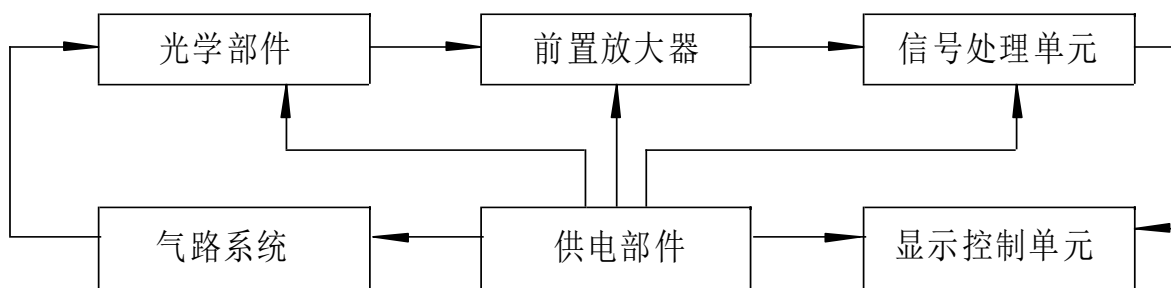 光学部件
前置放大器
信号处理单元
气路系统
供电部件
显示控制单元